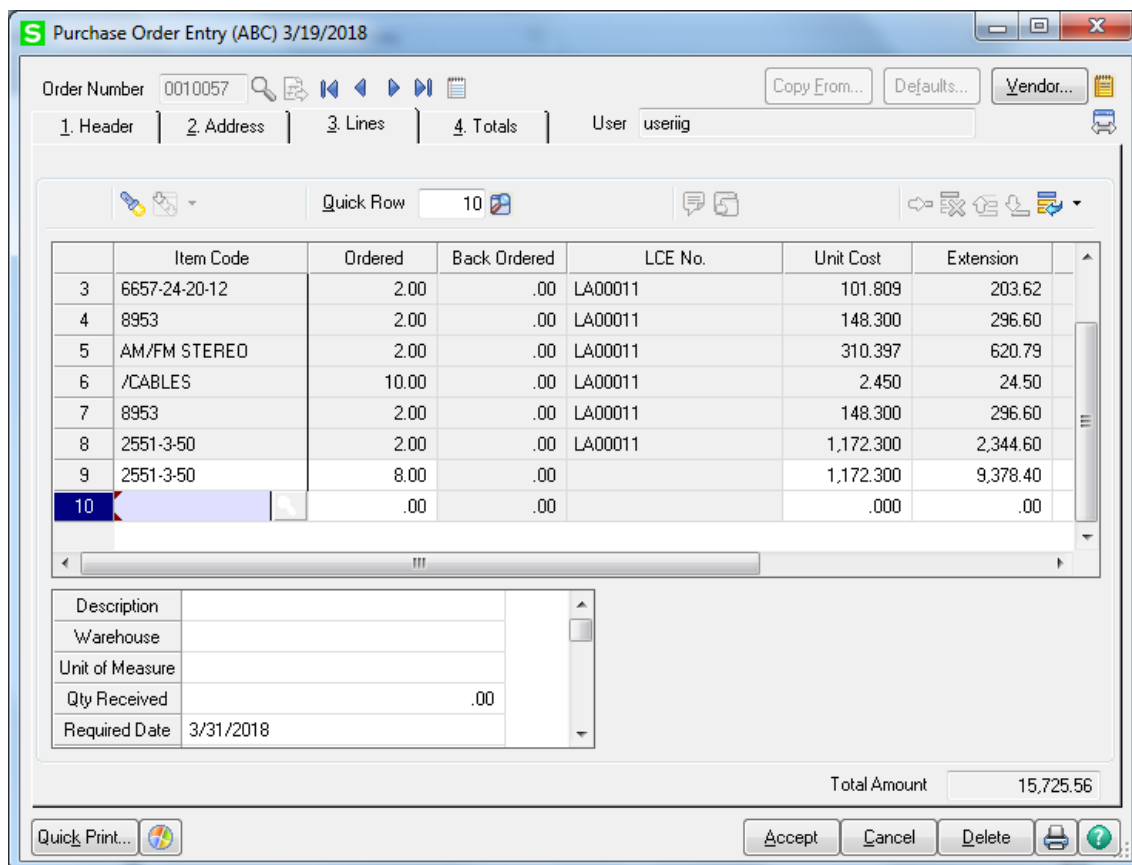 S Purchase Order Entry (ABC) 3/19/2018
Order Number 0010057 Copy From... Defaults... Vendor...
1. Header 2. Address 3. Lines 4. Totals User useriig
Quick Row 10
Item Code Ordered Back Ordered LCE No. Unit Cost Extension
3 6657-24-20-12 2.00 .00 LA00011 101.809 203.62
4 8953 2.00 .00 LA00011 148.300 296.60
5 AM/FM STEREO 2.00 .00 LA00011 310.397 620.79
6 /CABLES 10.00 .00 LA00011 2.450 24.50
7 8953 2.00 .00 LA00011 148.300 296.60
8 2551-3-50 2.00 .00 LA00011 1,172.300 2,344.60
9 2551-3-50 8.00 .00 1,172.300 9,378.40
10 .00 .00 .000 .00
Description
Warehouse
Unit of Measure
Qty Received .00
Required Date 3/31/2018
Total Amount 15,725.56
Quick Print... Accept Cancel Delete ?